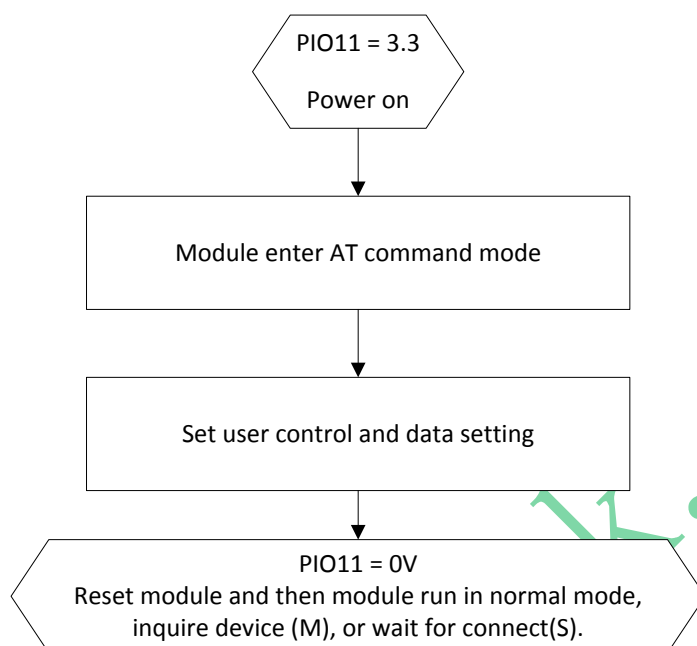 PIO11 = 3.3
Power on
Module enter AT command mode
Set user control and data setting
PIO11 = 0V
Reset module and then module run in normal mode,
inquire device (M), or wait for connect(S).